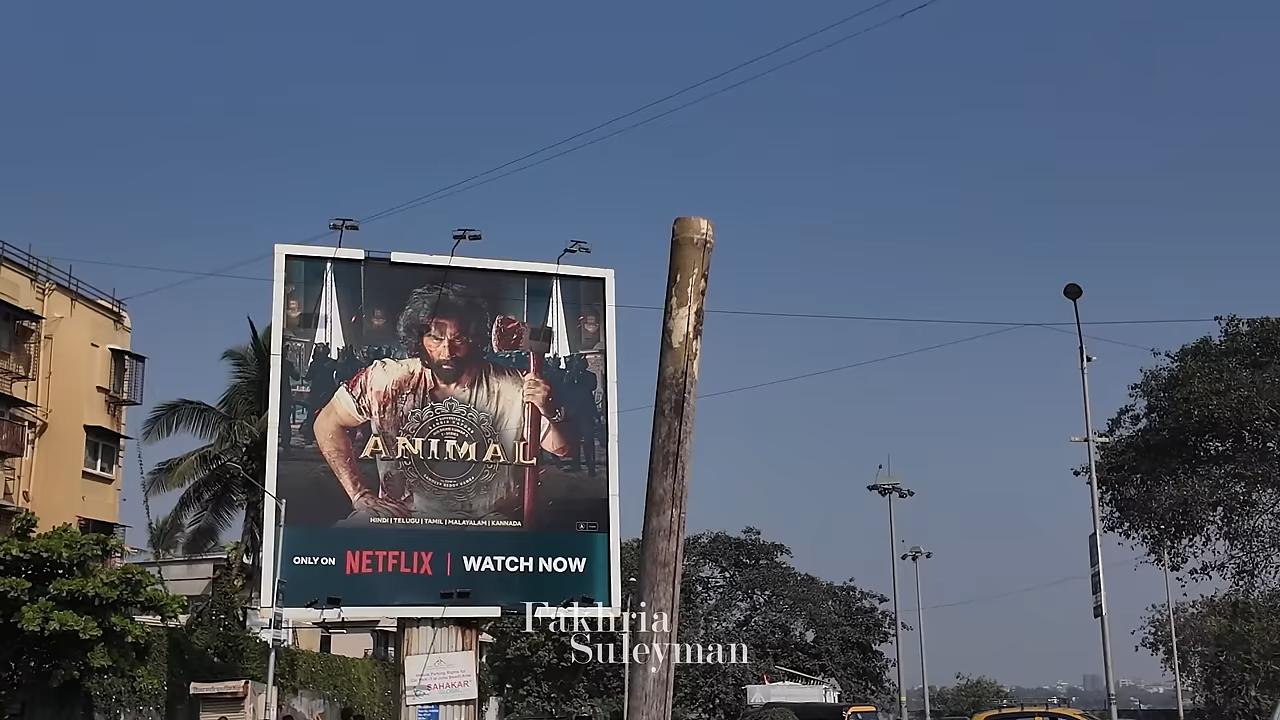 ANIMAL
HINDI | TELUGU | TAMIL | MALAYALAM | KANNADA
ONLY ON NETFLIX | WATCH NOW
Fakhria
Suleyman
SAHAKAR